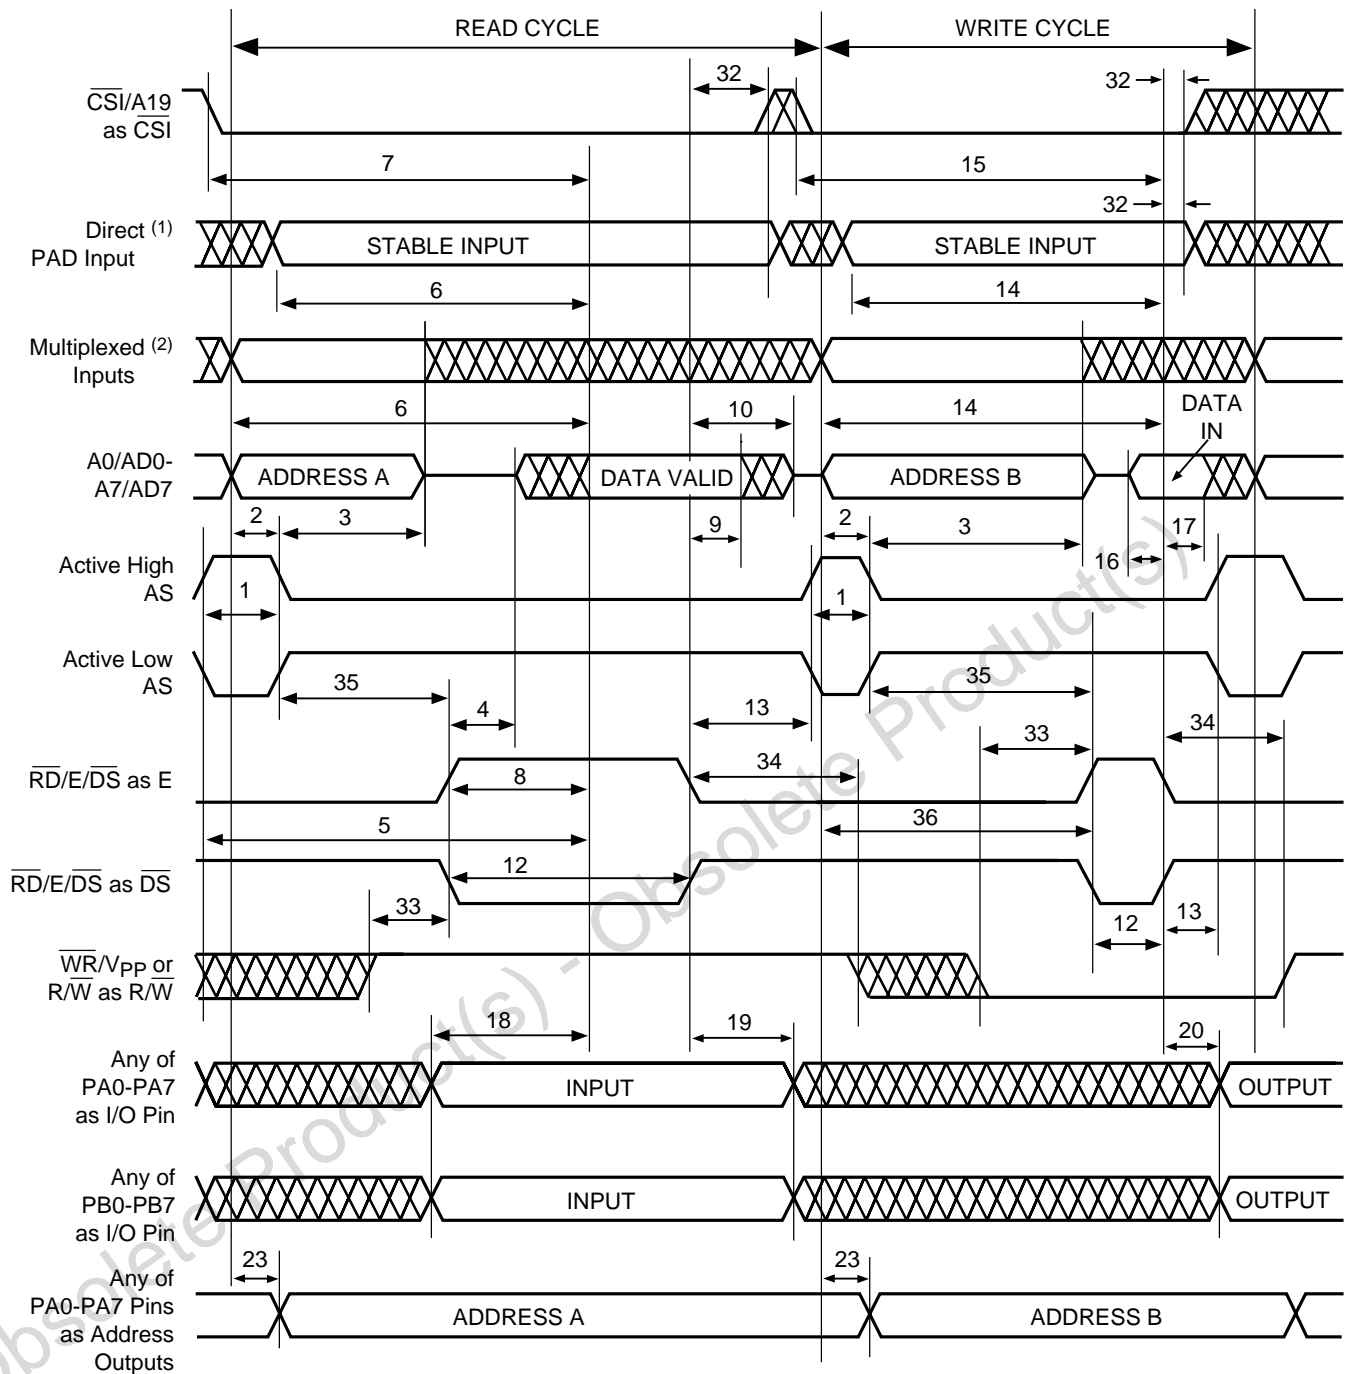 READ CYCLE
WRITE CYCLE
32
32
CSI/A19
as CSI
7
15
32
Direct (1)
PAD Input
STABLE INPUT
STABLE INPUT
6
14
Multiplexed (2)
Inputs
6
10
14
DATA
IN
A0/AD0-
A7/AD7
ADDRESS A
DATA VALID
ADDRESS B
2
3
9
2
3
16
17
Active High
AS
1
1
Active Low
AS
35
4
13
35
33
34
RD/E/DS as E
8
34
5
36
RD/E/DS as DS
12
33
12
13
WR/VPP or
R/W as R/W
18
19
20
Any of
PA0-PA7
as I/O Pin
INPUT
OUTPUT
Any of
PB0-PB7
as I/O Pin
INPUT
OUTPUT
23
23
Any of
PA0-PA7 Pins
as Address
Outputs
ADDRESS A
ADDRESS B
Obsolete Product(s) - Obsolete Product(s)